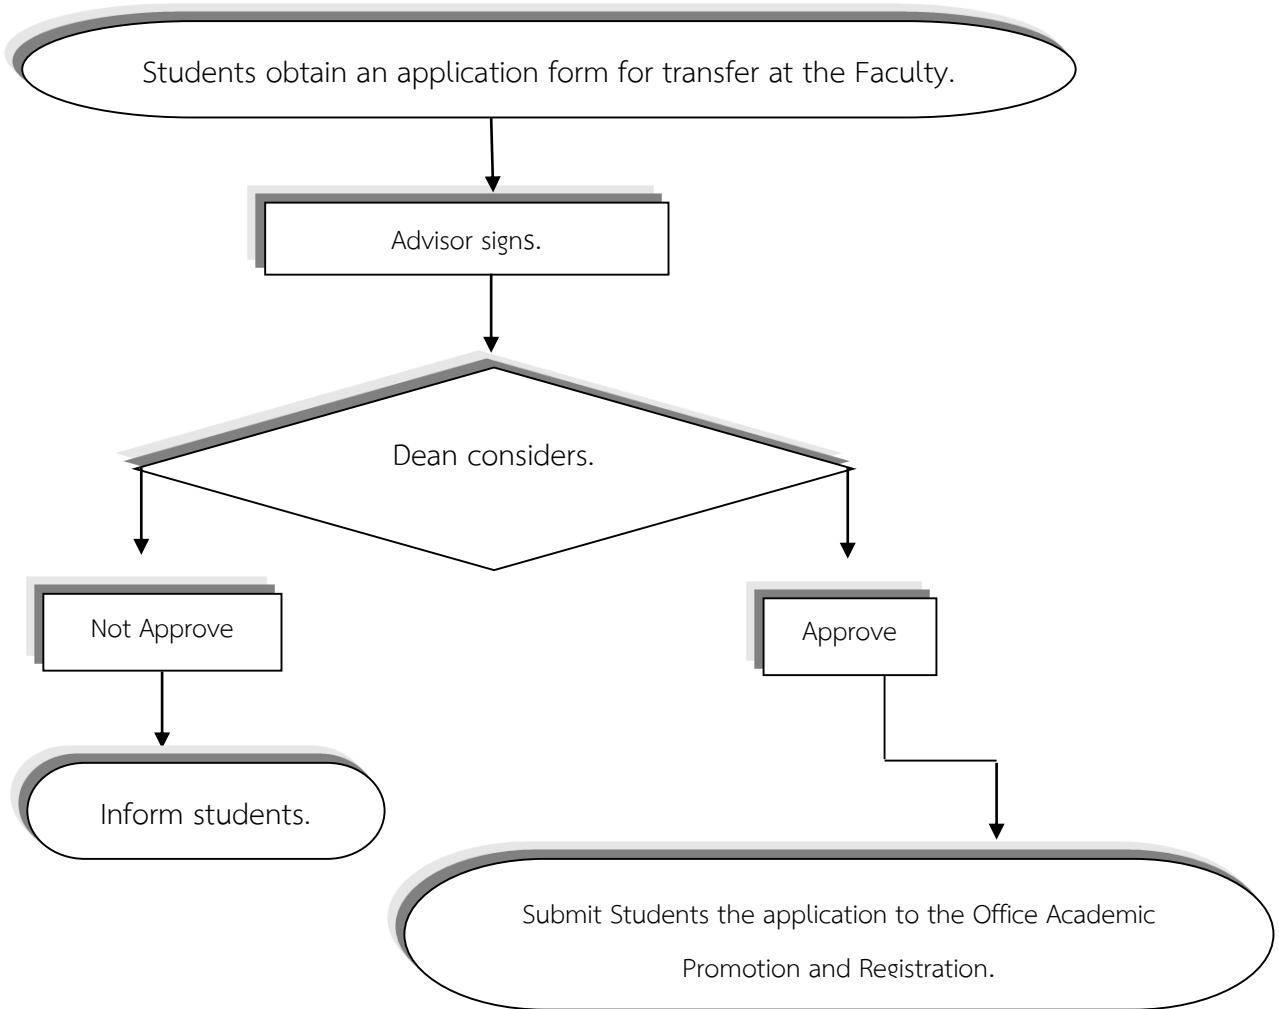 Students obtain an application form for transfer at the Faculty.
Advisor signs.
Dean considers.
Not Approve
Approve
Inform students.
Submit Students the application to the Office Academic
Promotion and Registration.